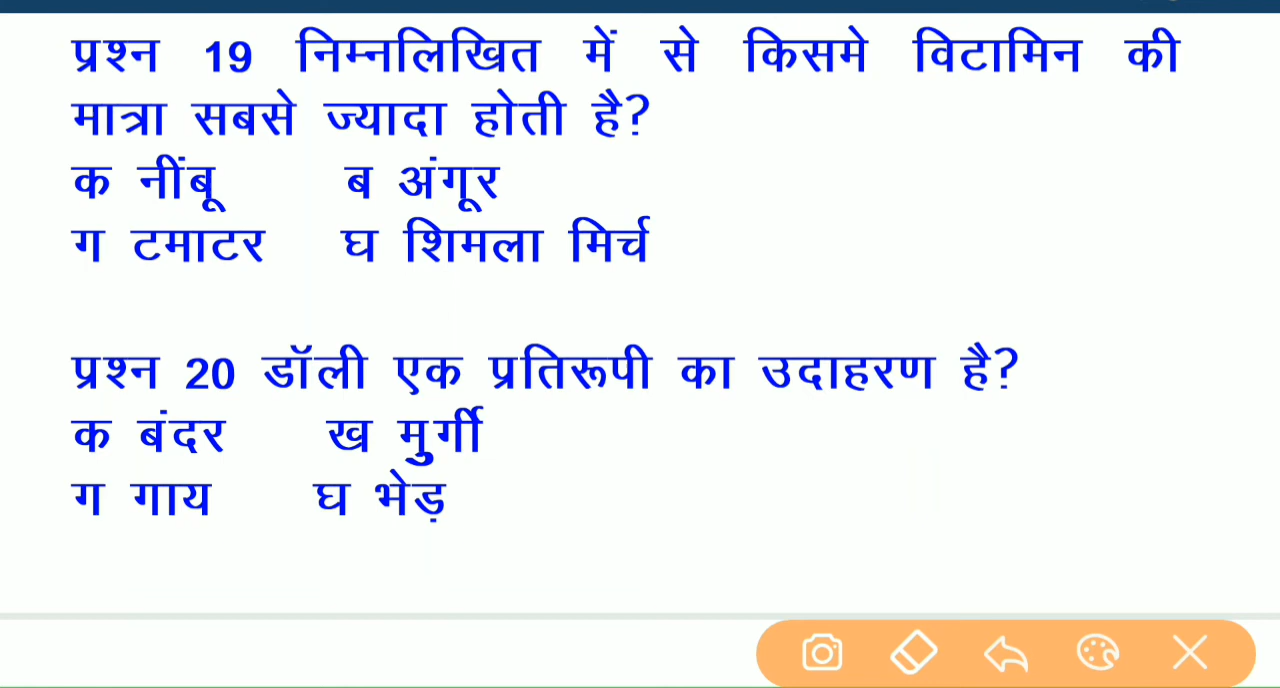 प्रश्न 19 निम्नलिखित में से किसमे विटामिन की
मात्रा सबसे ज्यादा होती है?
क नींबू ब अंगूर
ग टमाटर घ शिमला मिर्च
प्रश्न 20 डॉली एक प्रतिरूपी का उदाहरण है?
क बंदर ख मुर्गी
ग गाय घ भेड़